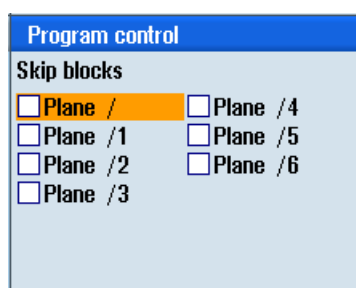 Program control
Skip blocks
Plane / Plane /4
Plane /1 Plane /5
Plane /2 Plane /6
Plane /3